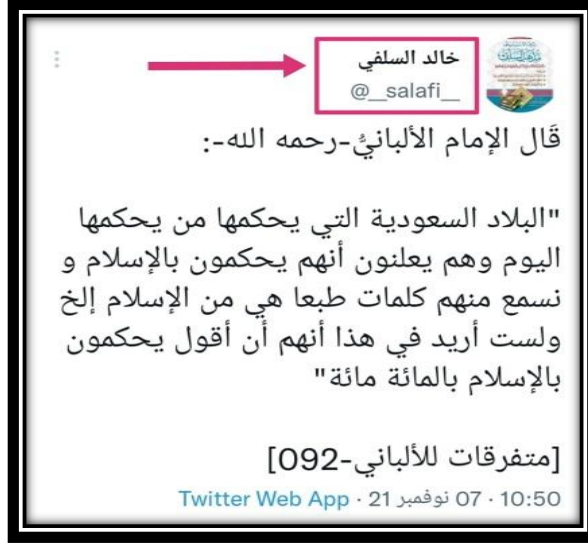 خالد السلفي
@__salafi__
قَال الإمام الألبانيُّ-رحمه الله-:
"البلاد السعودية التي يحكمها من يحكمها
اليوم وهم يعلنون أنهم يحكمون بالإسلام و
نسمع منهم كلمات طبعا هي من الإسلام إلخ
ولست أريد في هذا أنهم أن أقول يحكمون
بالإسلام بالمائة مائة"
[متفرقات للألباني-092]
10:50 · 07 نوفمبر 21 · Twitter Web App